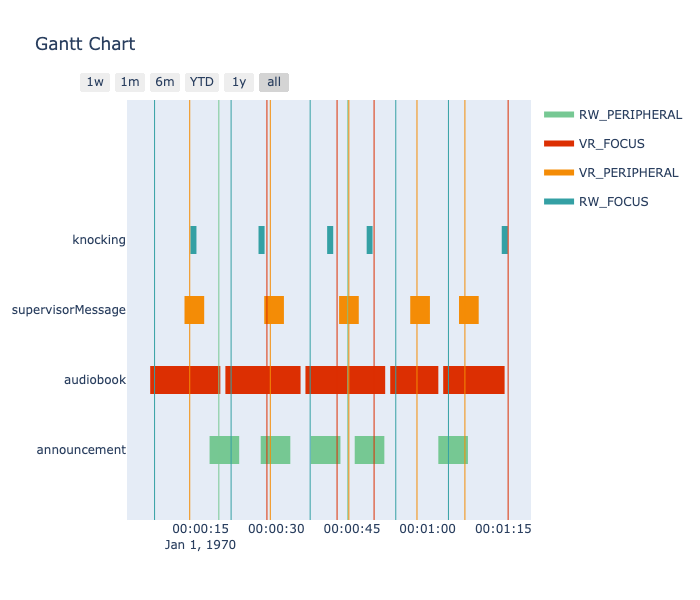 Gantt Chart
1w 1m 6m YTD 1y all
RW_PERIPHERAL
VR_FOCUS
VR_PERIPHERAL
RW_FOCUS
knocking
supervisorMessage
audiobook
announcement
00:00:15 00:00:30 00:00:45 00:01:00 00:01:15
Jan 1, 1970